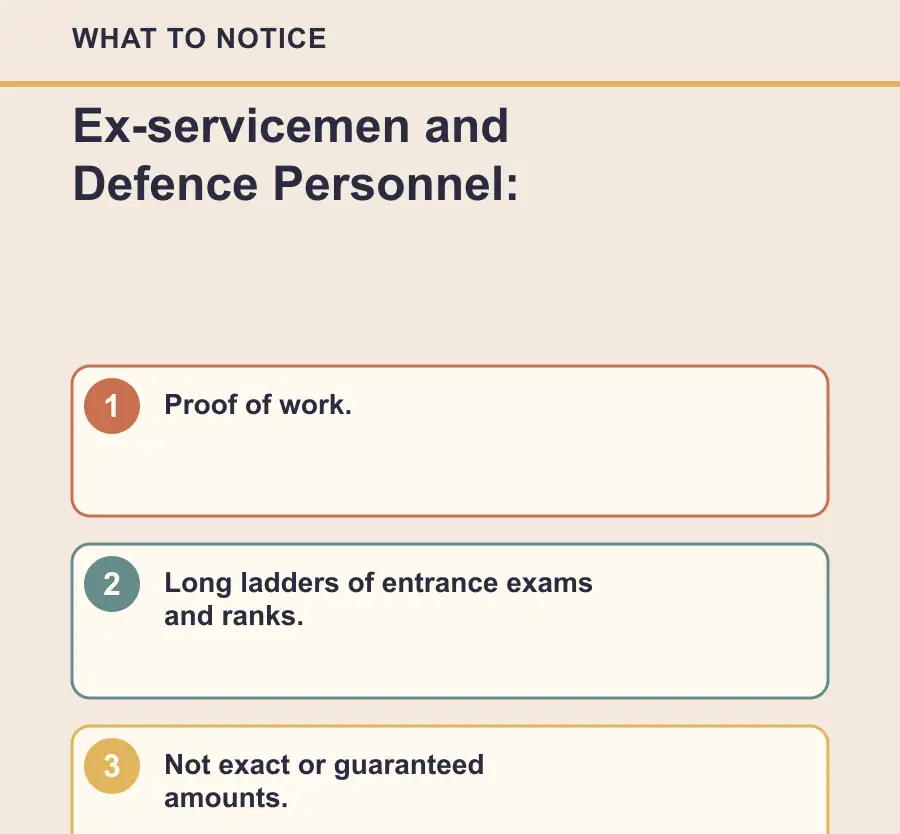 WHAT TO NOTICE
Ex-servicemen and
Defence Personnel:
1
Proof of work.
2
Long ladders of entrance exams
and ranks.
3
Not exact or guaranteed
amounts.